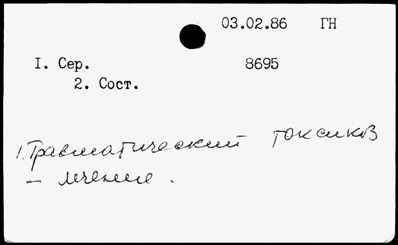 03.02.86 ГН
I. Сер. 8695
2. Сост.
1. Травматический токсикоз
– лечение.